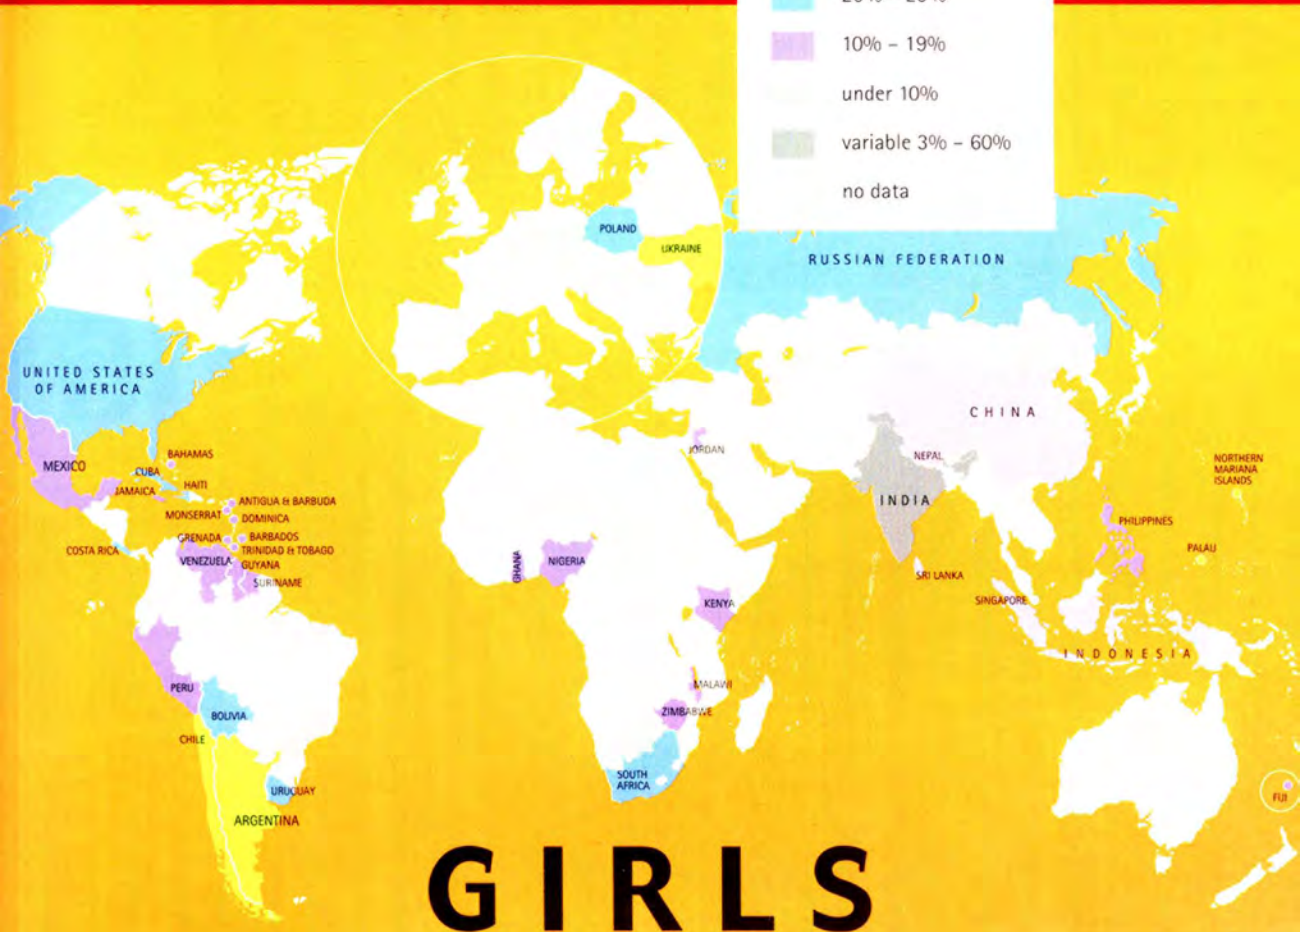 10% – 19%
under 10%
variable 3% – 60%
no data
POLAND
UKRAINE
RUSSIAN FEDERATION
UNITED STATES
OF AMERICA
CHINA
MEXICO
BAHAMAS
CUBA
JAMAICA
HAITI
JORDAN
NEPAL
INDIA
NORTHERN
MARIANA
ISLANDS
ANTIGUA & BARBUDA
MONSERRAT
DOMINICA
GRENADA
BARBADOS
COSTA RICA
TRINIDAD & TOBAGO
VENEZUELA
GUYANA
SURINAME
GHANA
NIGERIA
PHILIPPINES
PALAU
SRI LANKA
KENYA
SINGAPORE
INDONESIA
PERU
MALAWI
BOLIVIA
ZIMBABWE
CHILE
SOUTH
AFRICA
URUGUAY
FIJI
ARGENTINA
GIRLS